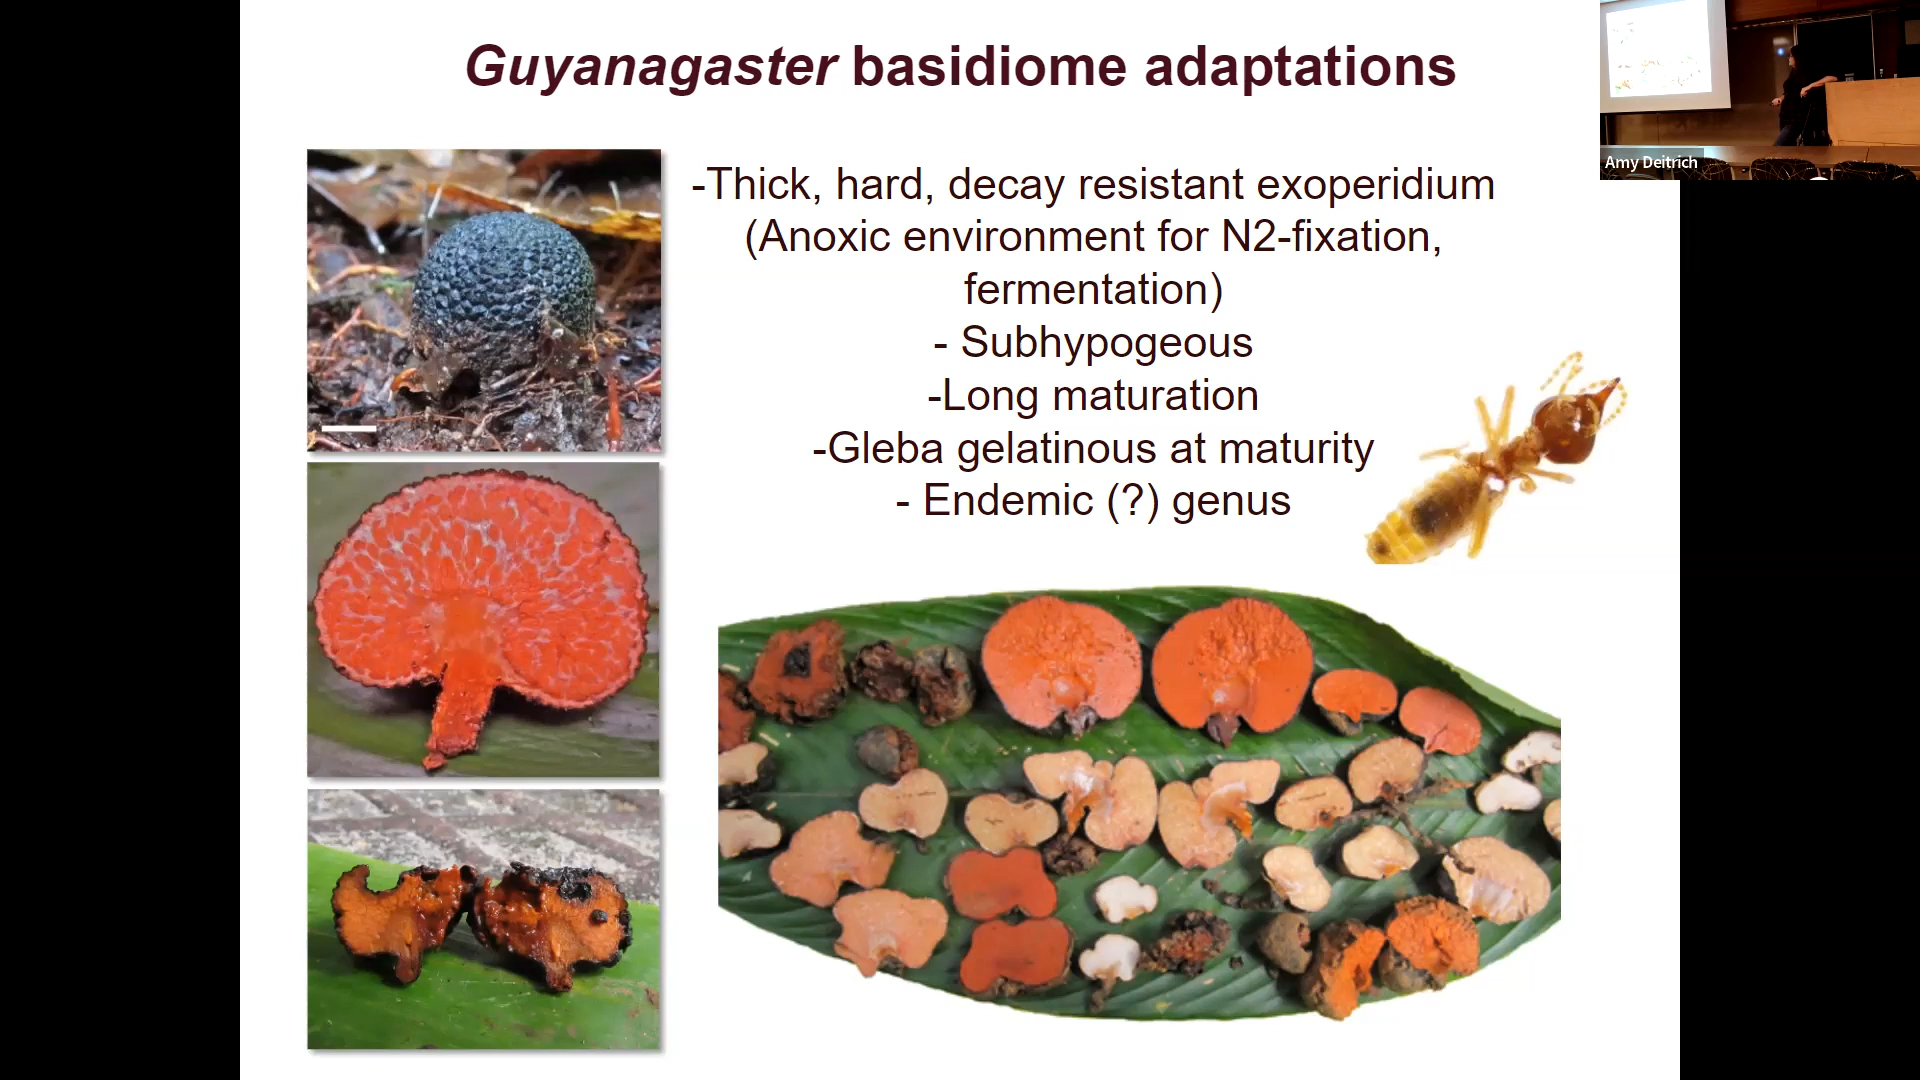 Guyanagaster basidiome adaptations
-Thick, hard, decay resistant exoperidium
(Anoxic environment for N2-fixation,
fermentation)
- Subhypogeous
-Long maturation
-Gleba gelatinous at maturity
- Endemic (?) genus
Amy Deitrich